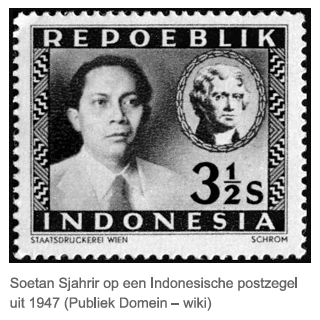 REPOEBLIK
3½S
INDONESIA
STAATSDRUCKEREI WIEN SCHROM
Soetan Sjahrir op een Indonesische postzegel
uit 1947 (Publiek Domein – wiki)